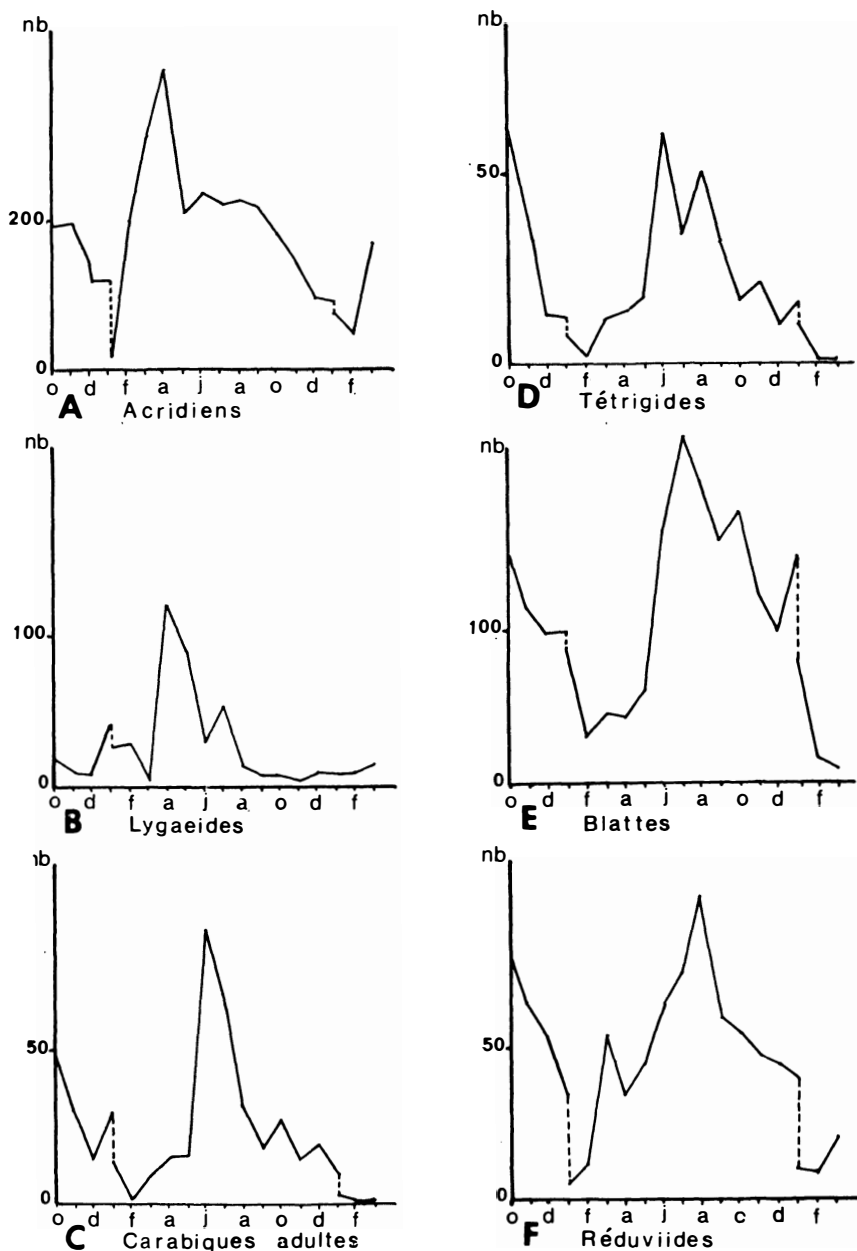 nb
200
0
o d f a j a o d f
A Acridiens
nb
100
0
o d f a j a o d f
B Lygaeides
nb
50
0
o d f a j a o d f
C Carabiques adultes
nb
50
0
o d f a j a o d f
D Tétrigides
nb
100
0
o d f a j a o d f
E Blattes
nb
50
0
o d f a j a c d f
F Réduviides